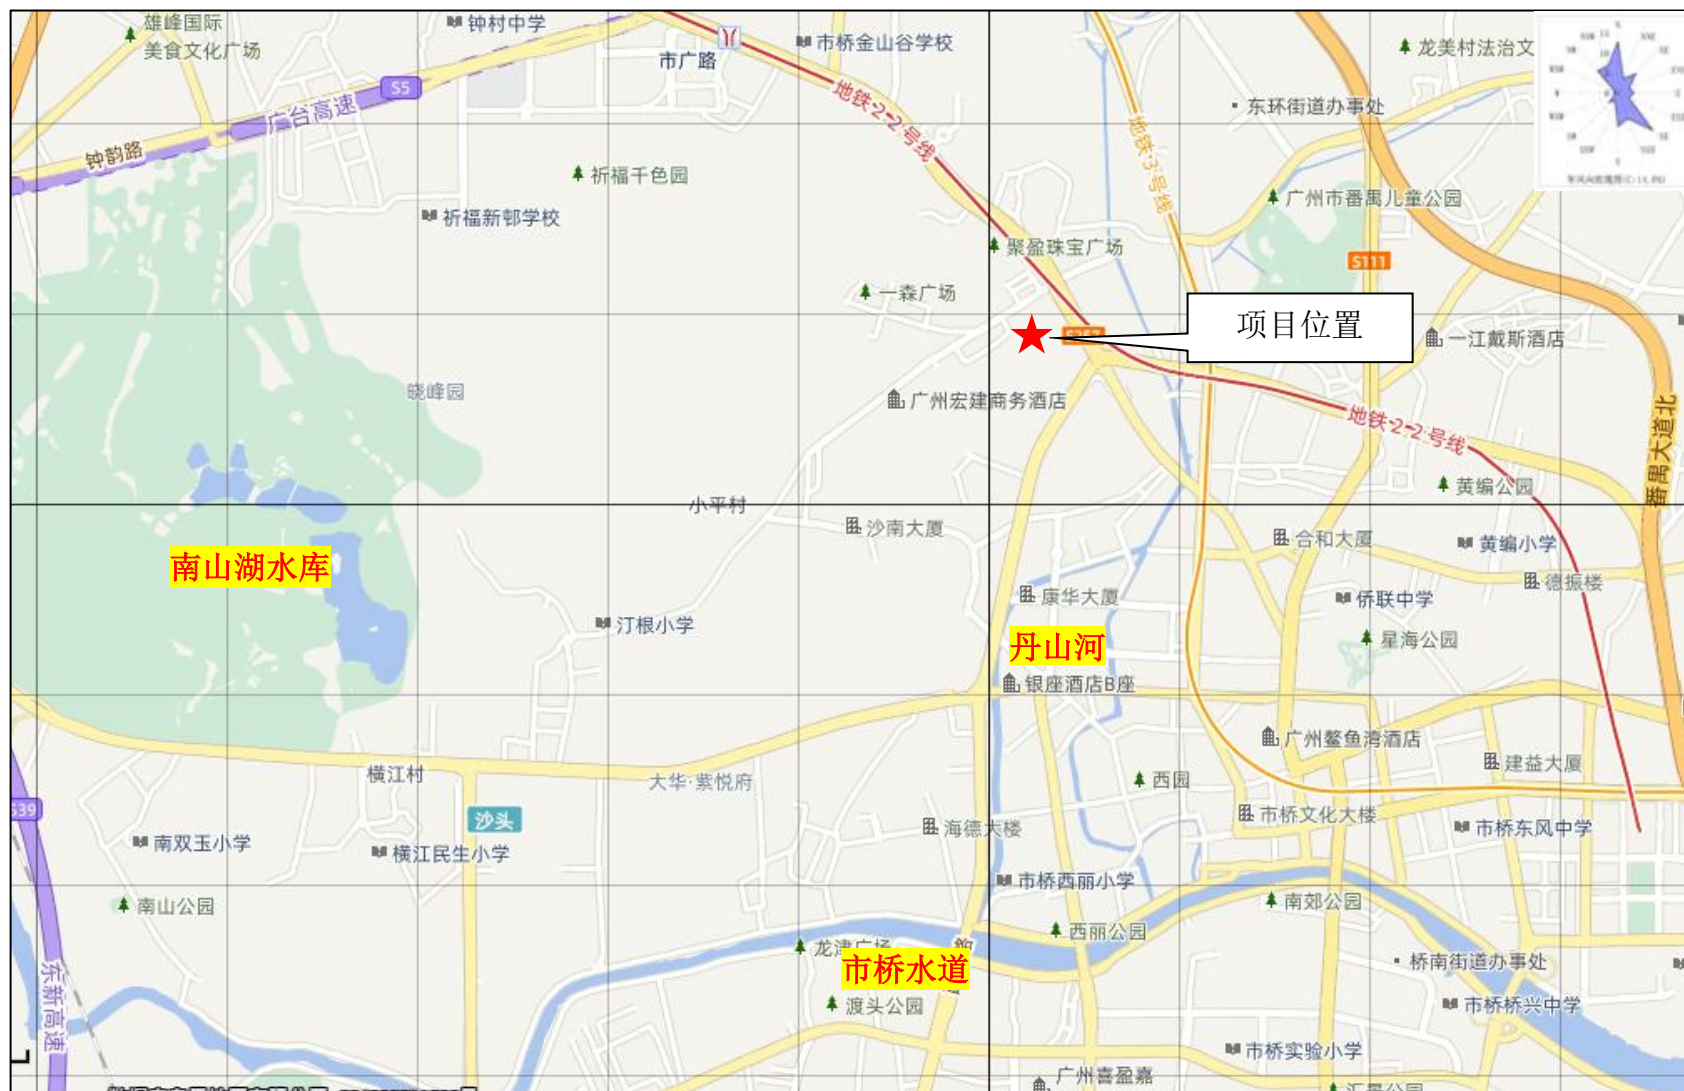 雄峰国际
美食文化广场
钟村中学
市广路
市桥金山谷学校
龙美村法治文
东环街道办事处
S5
广台高速
钟韵路
地铁2-2号线
地铁3号线
祈福千色园
祈福新邨学校
广州市番禺儿童公园
聚盈珠宝广场
S111
一森广场
项目位置
一江戴斯酒店
晓峰园
广州宏建商务酒店
地铁2-2号线
番禺大道北
黄编公园
小平村
沙南大厦
合和大厦
黄编小学
南山湖水库
德振楼
康华大厦
侨联中学
汀根小学
丹山河
星海公园
银座酒店B座
广州鳌鱼湾酒店
建益大厦
横江村
大华·紫悦府
西园
S39
沙头
海德大楼
市桥文化大楼
市桥东风中学
南双玉小学
横江民生小学
市桥西丽小学
南山公园
南郊公园
西丽公园
龙津广场
市桥水道
桥南街道办事处
东新高速
渡头公园
市桥桥兴中学
市桥实验小学
广州喜盈嘉